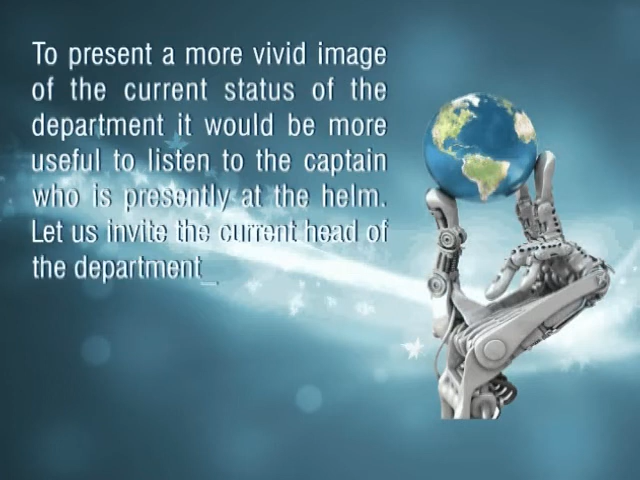 To present a more vivid image
of the current status of the
department it would be more
useful to listen to the captain
who is presently at the helm.
Let us invite the current head of
the department_